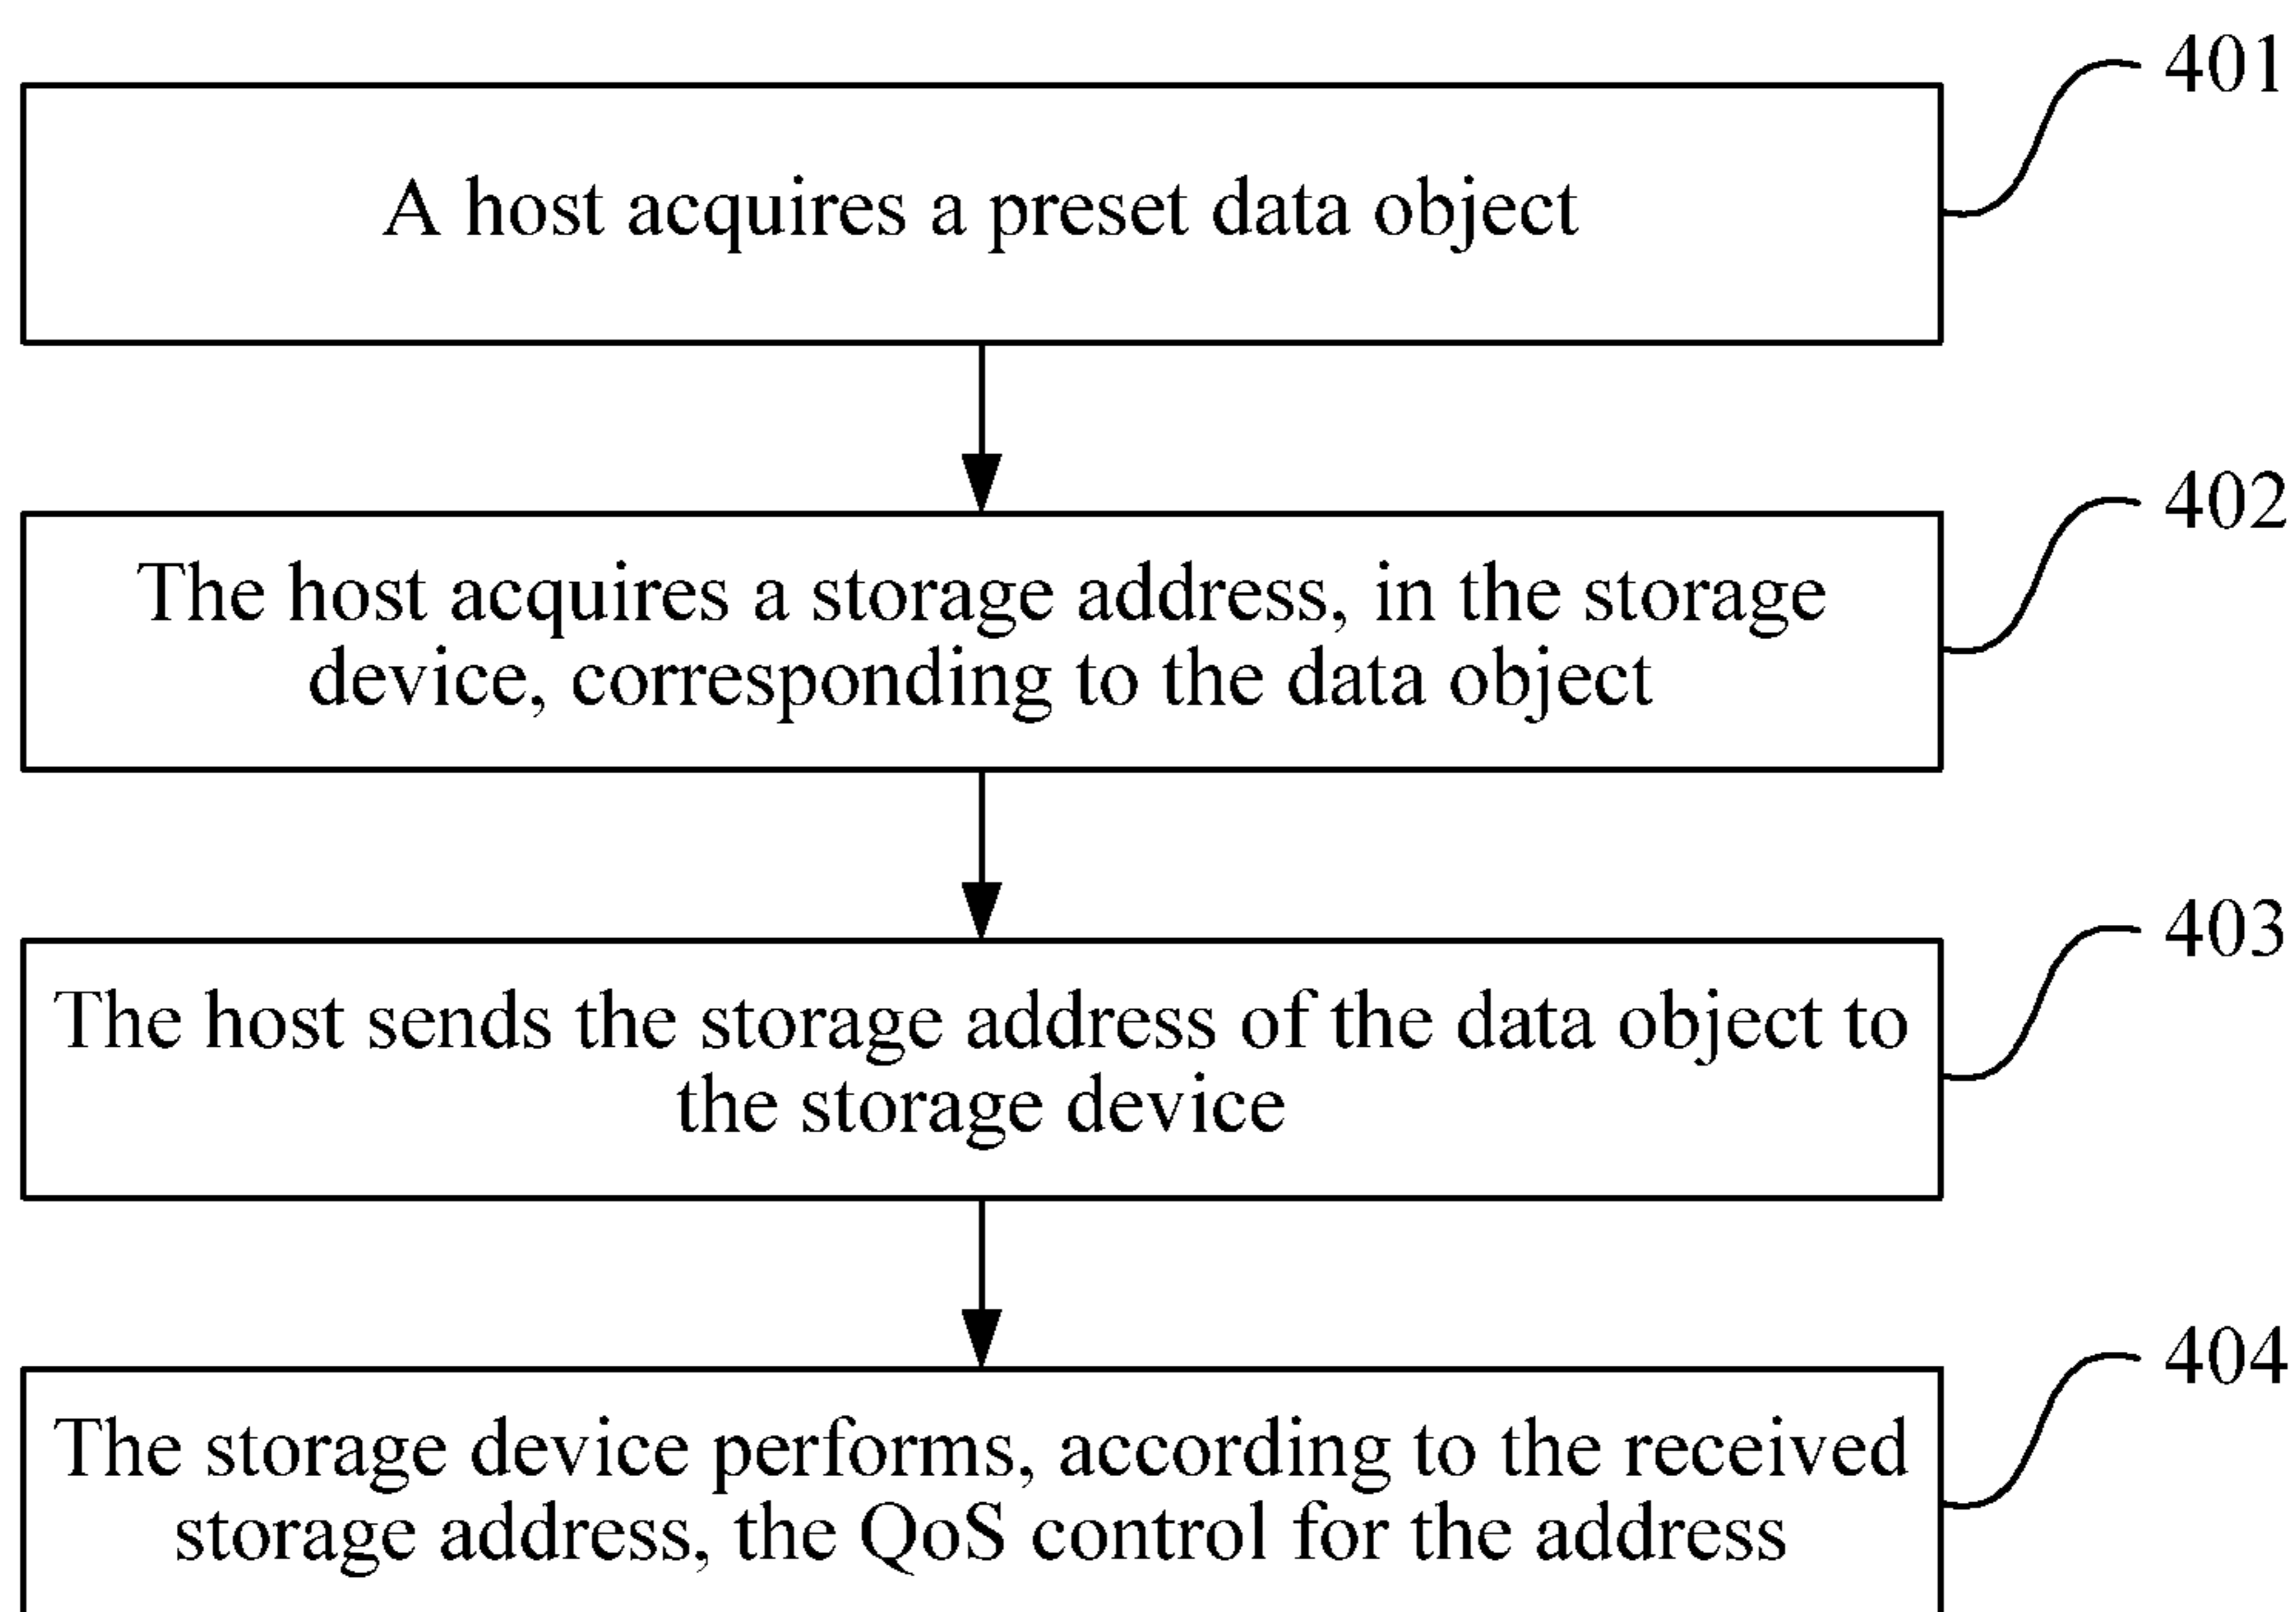 401
A host acquires a preset data object
402
The host acquires a storage address, in the storage
device, corresponding to the data object
403
The host sends the storage address of the data object to
the storage device
404
The storage device performs, according to the received
storage address, the QoS control for the address